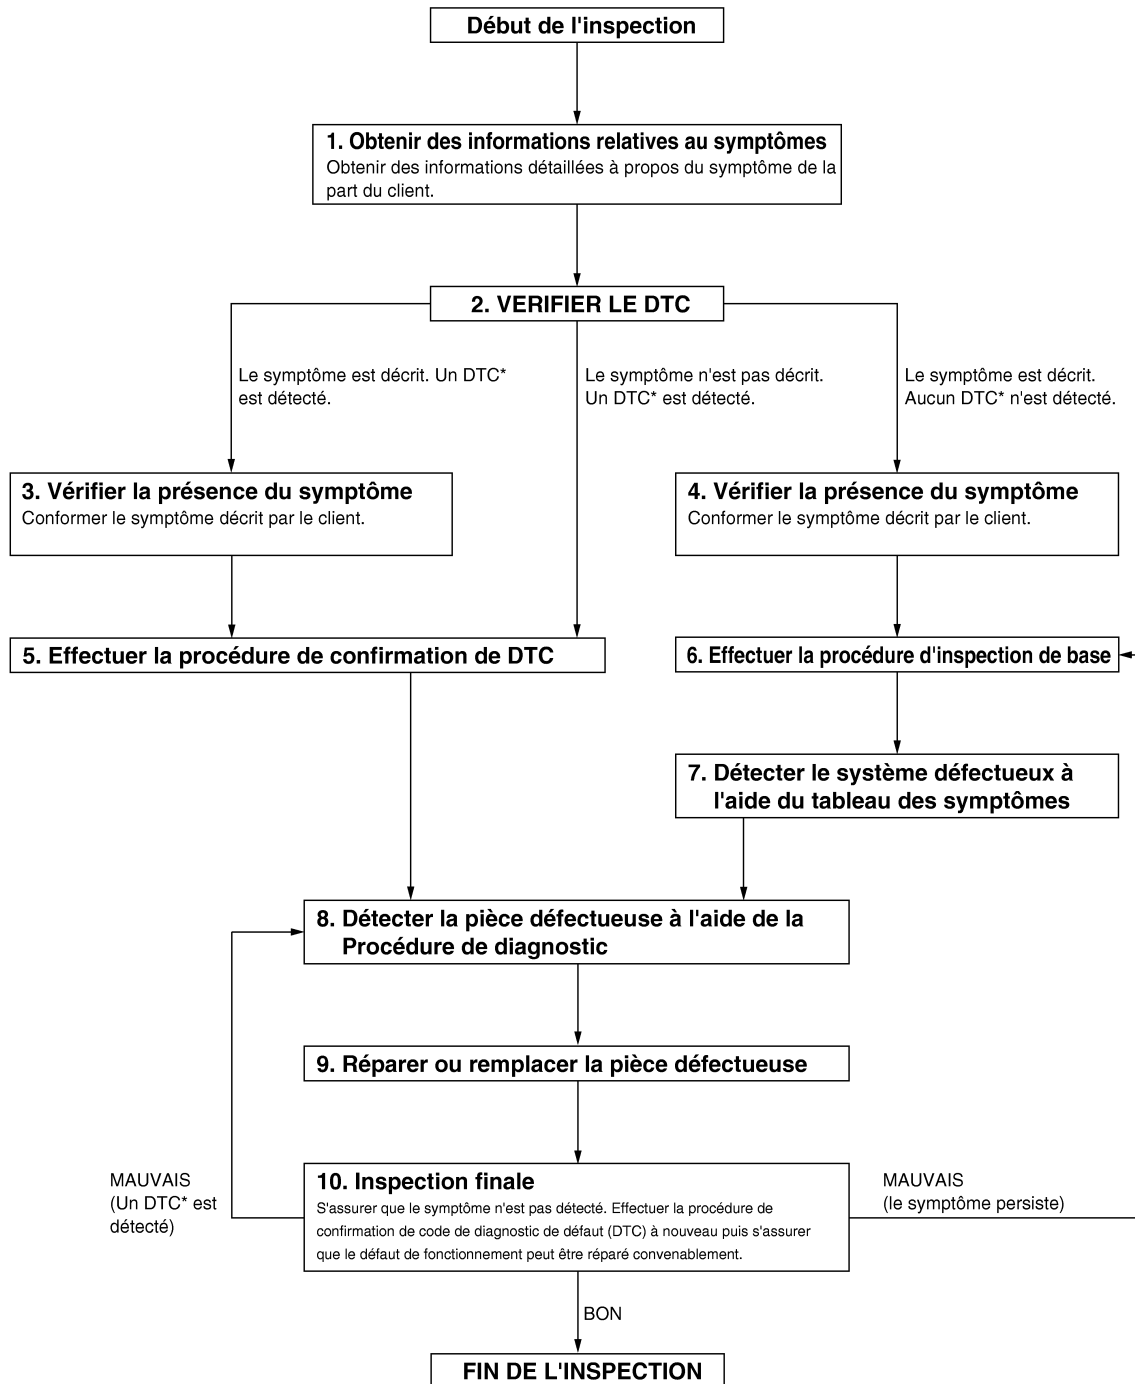 Début de l'inspection
1. Obtenir des informations relatives au symptômes
Obtenir des informations détaillées à propos du symptôme de la
part du client.
2. VERIFIER LE DTC
Le symptôme est décrit. Un DTC*
est détecté.
Le symptôme n'est pas décrit.
Un DTC* est détecté.
Le symptôme est décrit.
Aucun DTC* n'est détecté.
3. Vérifier la présence du symptôme
Conformer le symptôme décrit par le client.
4. Vérifier la présence du symptôme
Conformer le symptôme décrit par le client.
5. Effectuer la procédure de confirmation de DTC
6. Effectuer la procédure d'inspection de base
7. Détecter le système défectueux à
l'aide du tableau des symptômes
8. Détecter la pièce défectueuse à l'aide de la
Procédure de diagnostic
9. Réparer ou remplacer la pièce défectueuse
MAUVAIS
(Un DTC* est
détecté)
10. Inspection finale
S'assurer que le symptôme n'est pas détecté. Effectuer la procédure de
confirmation de code de diagnostic de défaut (DTC) à nouveau puis s'assurer
que le défaut de fonctionnement peut être réparé convenablement.
MAUVAIS
(le symptôme persiste)
BON
FIN DE L'INSPECTION